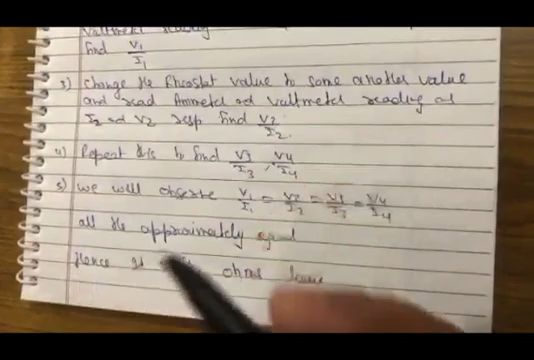 Voltmeter reading
find V1/I1
3) Change the Rheostat value to some another value
and read Ammeter and voltmeter reading as
I2 and V2 resp find V2/I2.
4) Repeat this to find V3/I3, V4/I4
5) we will observe V1/I1 = V2/I2 = V3/I3 = V4/I4
all the approximately equal
Hence ohms